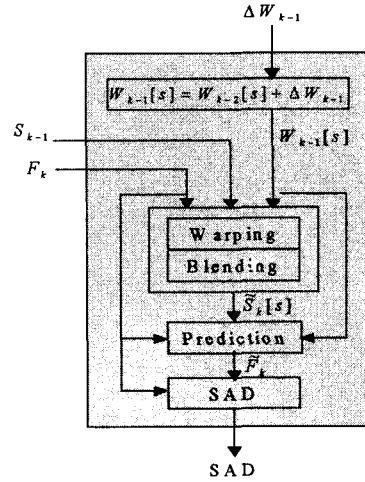 ΔW_{k-1}
W_{k-1}[s] = W_{k-2}[s] + ΔW_{k-1}
S_{k-1}
W_{k-1}[s]
F_k
Warping
Blending
S̃_k[s]
Prediction
F̃_k
SAD
SAD